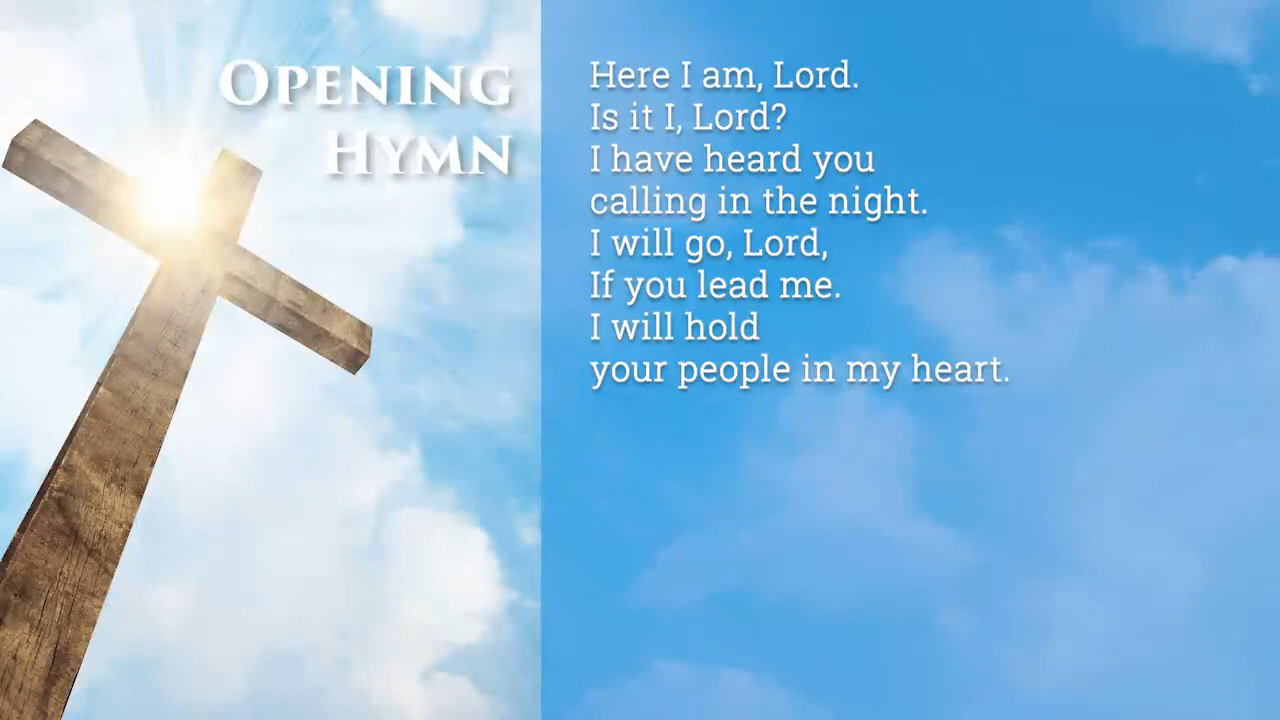 OPENING
HYMN
Here I am, Lord.
Is it I, Lord?
I have heard you
calling in the night.
I will go, Lord,
If you lead me.
I will hold
your people in my heart.